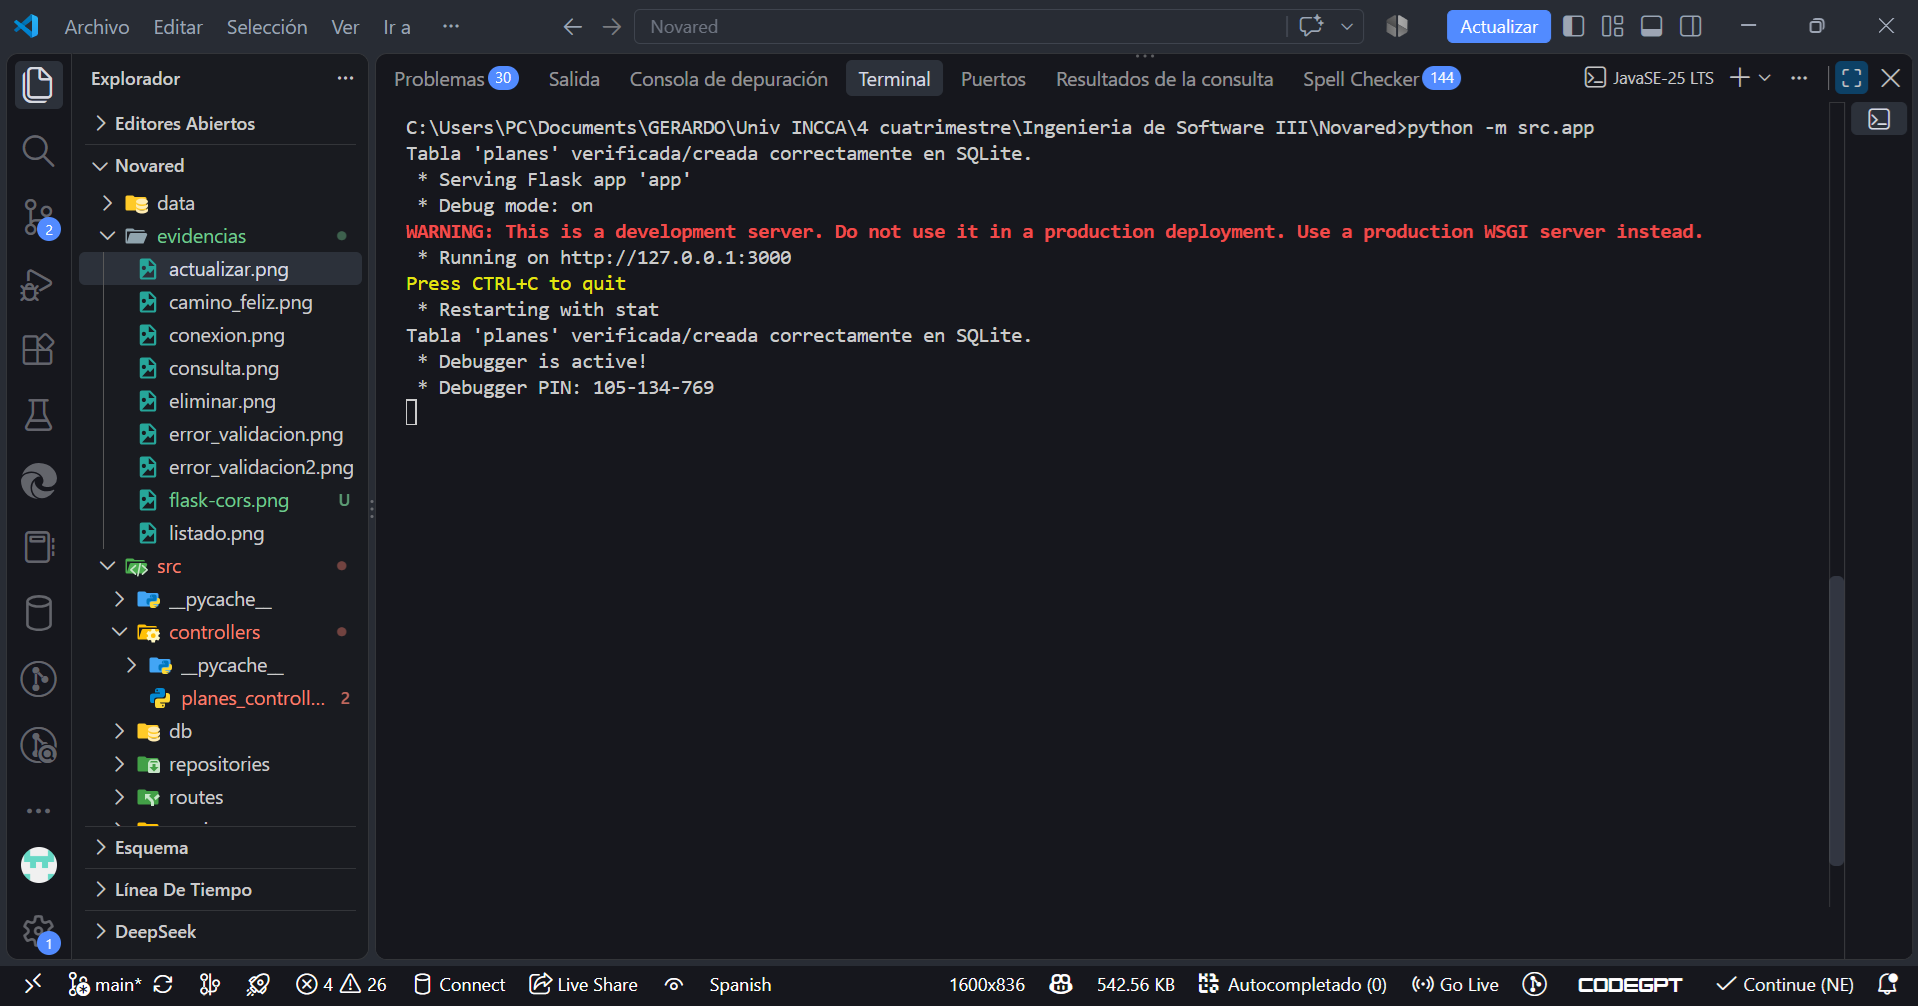 Archivo Editar Selección Ver Ir a ··· Novared Actualizar
Explorador ···
Editores Abiertos
Novared
data
evidencias
actualizar.png
camino_feliz.png
conexion.png
consulta.png
eliminar.png
error_validacion.png
error_validacion2.png
flask-cors.png U
listado.png
src
__pycache__
controllers
__pycache__
planes_controll... 2
db
repositories
routes
Esquema
Línea De Tiempo
DeepSeek
2
1
Problemas 30 Salida Consola de depuración Terminal Puertos Resultados de la consulta Spell Checker 144 JavaSE-25 LTS
C:\Users\PC\Documents\GERARDO\Univ INCCA\4 cuatrimestre\Ingenieria de Software III\Novared>python -m src.app
Tabla 'planes' verificada/creada correctamente en SQLite.
* Serving Flask app 'app'
* Debug mode: on
WARNING: This is a development server. Do not use it in a production deployment. Use a production WSGI server instead.
* Running on http://127.0.0.1:3000
Press CTRL+C to quit
* Restarting with stat
Tabla 'planes' verificada/creada correctamente en SQLite.
* Debugger is active!
* Debugger PIN: 105-134-769
main* 4 26 Connect Live Share Spanish 1600x836 542.56 KB Autocompletado (0) Go Live CODEGPT Continue (NE)